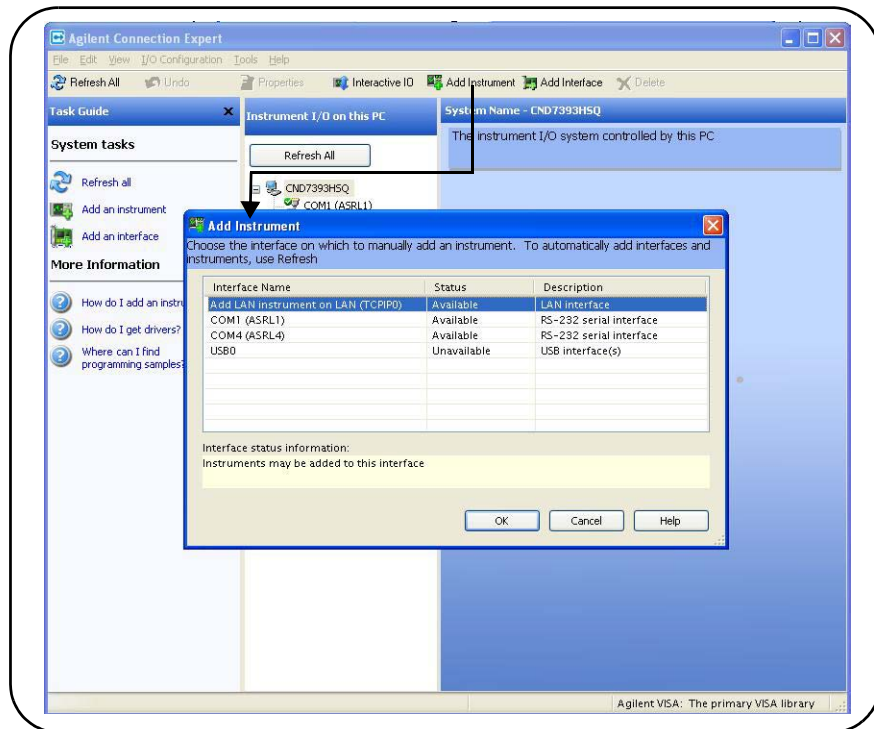 Agilent Connection Expert
File Edit View I/O Configuration Tools Help
Refresh All Undo Properties Interactive IO Add Instrument Add Interface Delete
Task Guide
System tasks
Refresh all
Add an instrument
Add an interface
More Information
How do I add an instru
How do I get drivers?
Where can I find
programming samples?
Instrument I/O on this PC
Refresh All
CND7393HSQ
COM1 (ASRL1)
System Name - CND7393HSQ
The instrument I/O system controlled by this PC
Add Instrument
Choose the interface on which to manually add an instrument. To automatically add interfaces and
instruments, use Refresh
Interface Name Status Description
Add LAN instrument on LAN (TCPIP0) Available LAN interface
COM1 (ASRL1) Available RS-232 serial interface
COM4 (ASRL4) Available RS-232 serial interface
USB0 Unavailable USB interface(s)
Interface status information:
Instruments may be added to this interface
OK Cancel Help
Agilent VISA: The primary VISA library